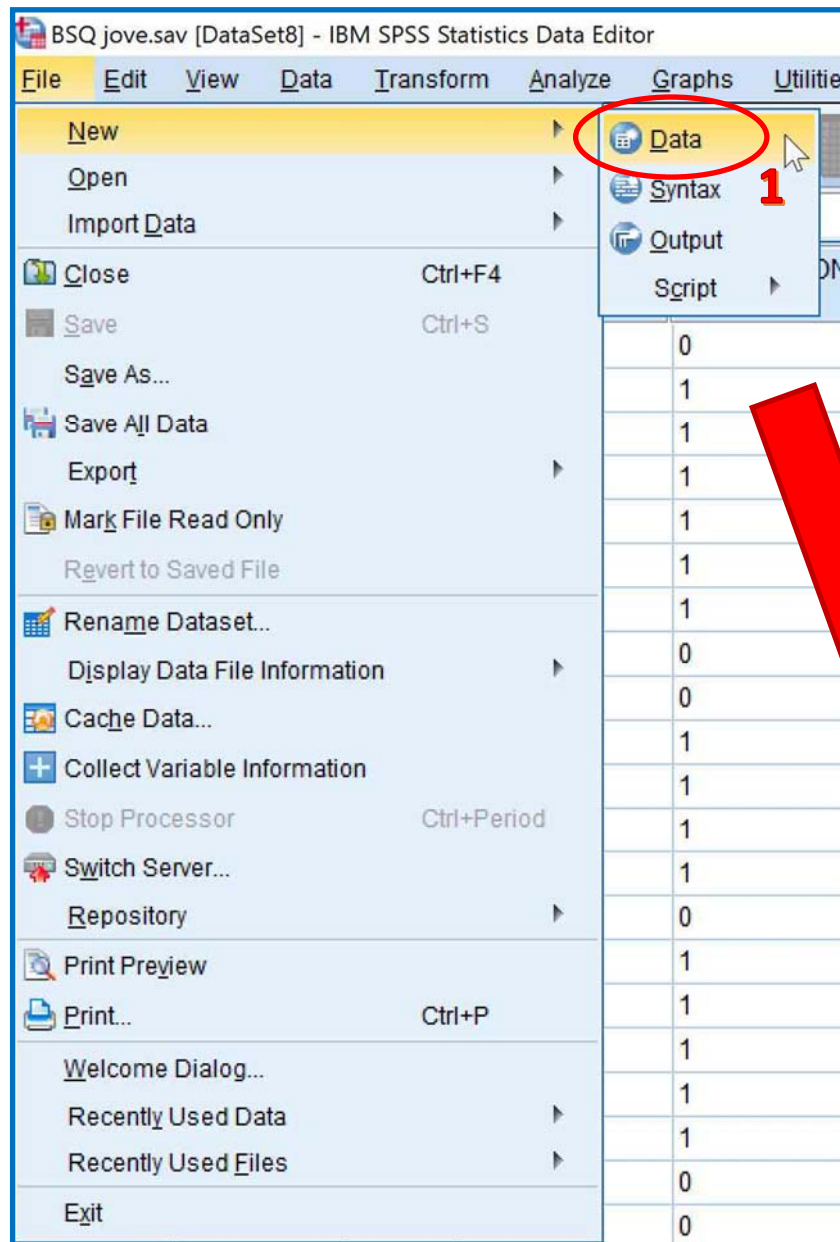 BSQ jove.sav [DataSet8] - IBM SPSS Statistics Data Editor
File Edit View Data Transform Analyze Graphs
New
Data
1
Open
Syntax
Import Data
Output
Close Ctrl+F4
Script
Save Ctrl+S
0
Save As...
1
Save All Data
1
Export
1
Mark File Read Only
1
Revert to Saved File
1
Rename Dataset...
1
Display Data File Information
0
0
Cache Data...
1
Collect Variable Information
1
Stop Processor Ctrl+Period
1
Switch Server...
1
Repository
0
Print Preview
1
Print... Ctrl+P
1
Welcome Dialog...
1
Recently Used Data
1
1
Recently Used Files
0
Exit
0